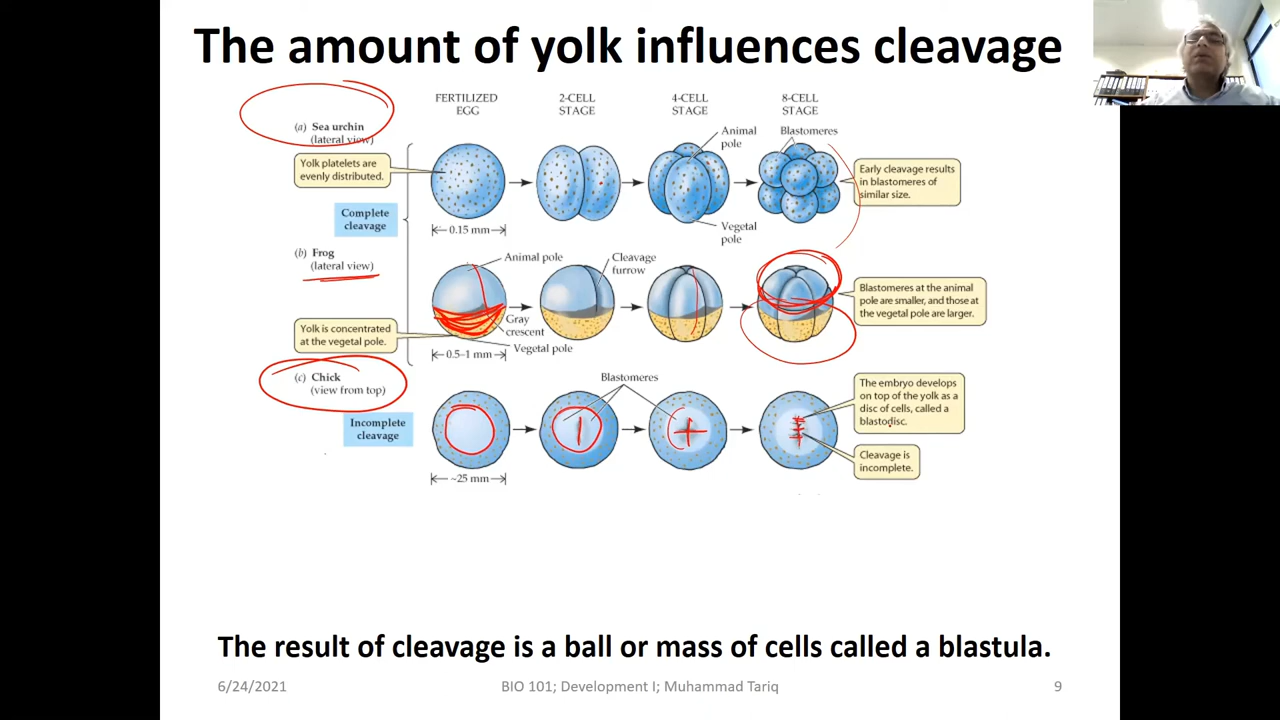 The amount of yolk influences cleavage
FERTILIZED
EGG
2-CELL
STAGE
4-CELL
STAGE
8-CELL
STAGE
(a) Sea urchin
(lateral view)
Yolk platelets are
evenly distributed.
Animal
pole
Blastomeres
Early cleavage results
in blastomeres of
similar size.
Complete
cleavage
0.15 mm
Vegetal
pole
(b) Frog
(lateral view)
Animal pole
Cleavage
furrow
Blastomeres at the animal
pole are smaller, and those at
the vegetal pole are larger.
Yolk is concentrated
at the vegetal pole.
Gray
crescent
Vegetal pole
0.5–1 mm
(c) Chick
(view from top)
Blastomeres
The embryo develops
on top of the yolk as a
disc of cells, called a
blastodisc.
Incomplete
cleavage
Cleavage is
incomplete.
~25 mm
The result of cleavage is a ball or mass of cells called a blastula.
6/24/2021
BIO 101; Development I; Muhammad Tariq
9